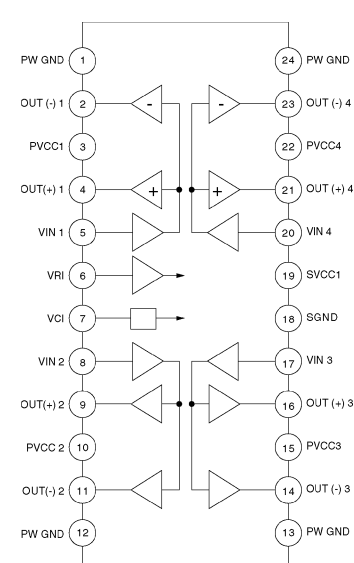 PW GND 1 24 PW GND
OUT (-) 1 2 - - 23 OUT (-) 4
PVCC1 3 22 PVCC4
OUT(+) 1 4 + + 21 OUT (+) 4
VIN 1 5 20 VIN 4
VRI 6 19 SVCC1
VCI 7 18 SGND
VIN 2 8 17 VIN 3
OUT(+) 2 9 16 OUT (+) 3
PVCC 2 10 15 PVCC3
OUT(-) 2 11 14 OUT (-) 3
PW GND 12 13 PW GND